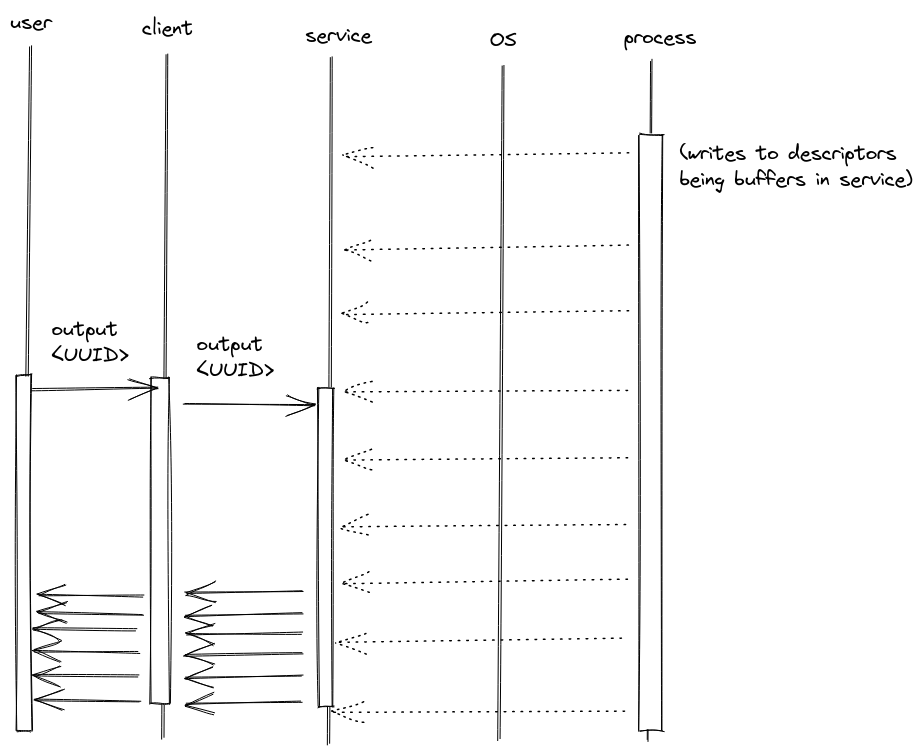 user
client
service
OS
process
(writes to descriptors
being buffers in service)
output
<UUID>
output
<UUID>